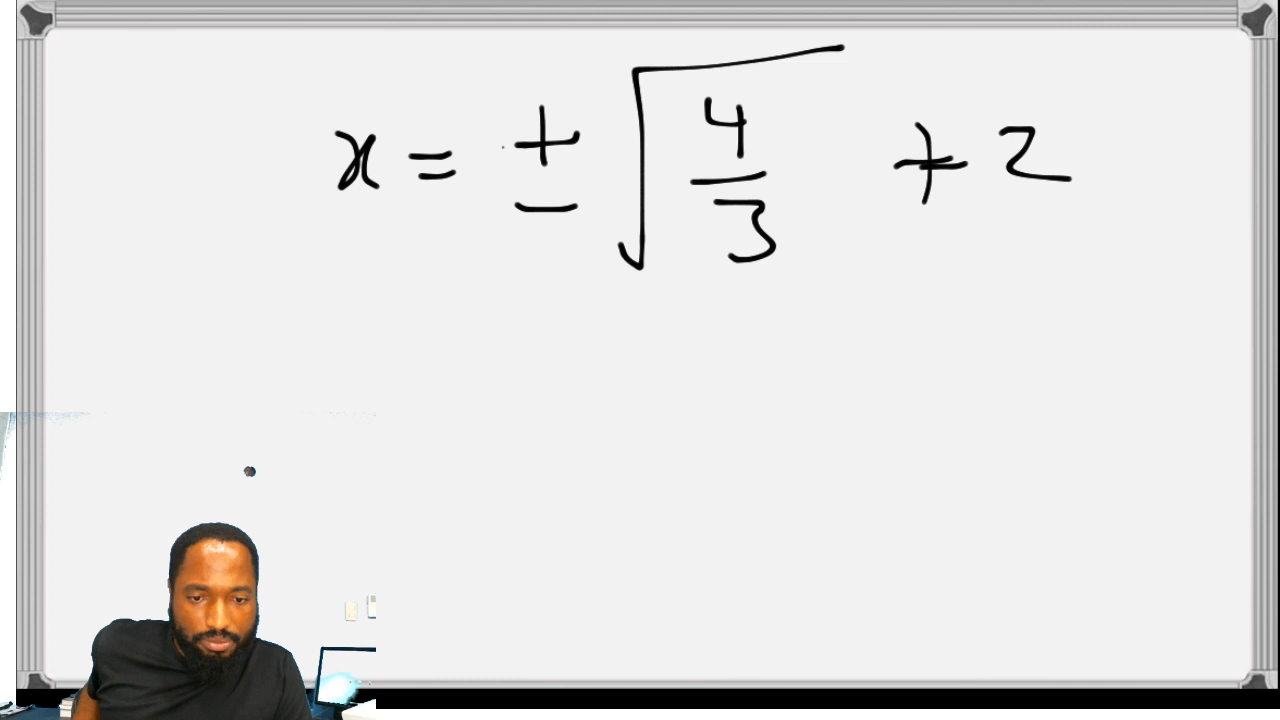 x = ± √(4/3) + 2